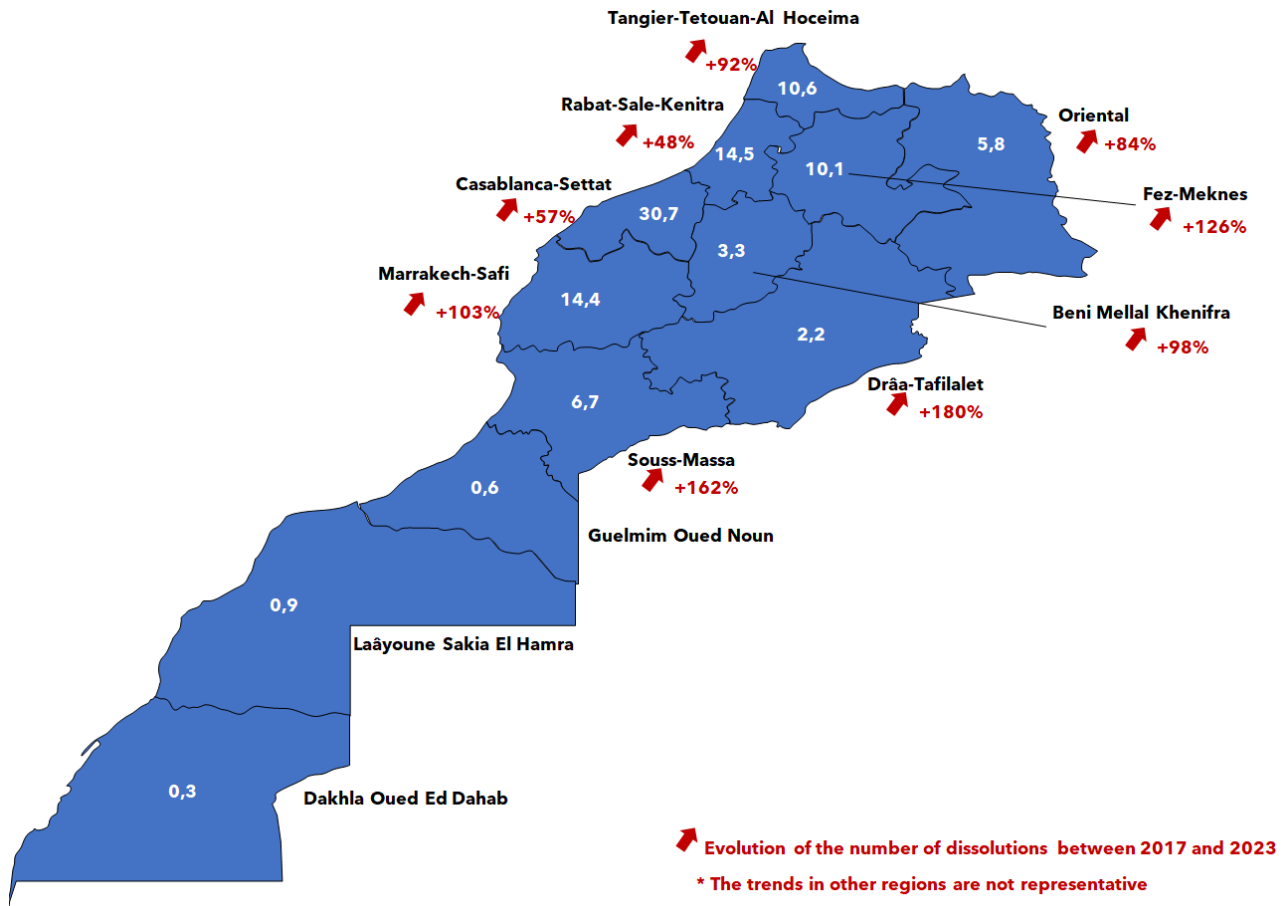 Tangier-Tetouan-Al Hoceima
+92%
10,6
Rabat-Sale-Kenitra
+48%
14,5
Oriental
+84%
5,8
10,1
Fez-Meknes
+126%
Casablanca-Settat
+57%
30,7
3,3
Marrakech-Safi
+103%
14,4
Beni Mellal Khenifra
+98%
2,2
Drâa-Tafilalet
+180%
6,7
Souss-Massa
+162%
0,6
Guelmim Oued Noun
0,9
Laâyoune Sakia El Hamra
0,3
Dakhla Oued Ed Dahab
Evolution of the number of dissolutions between 2017 and 2023
* The trends in other regions are not representative